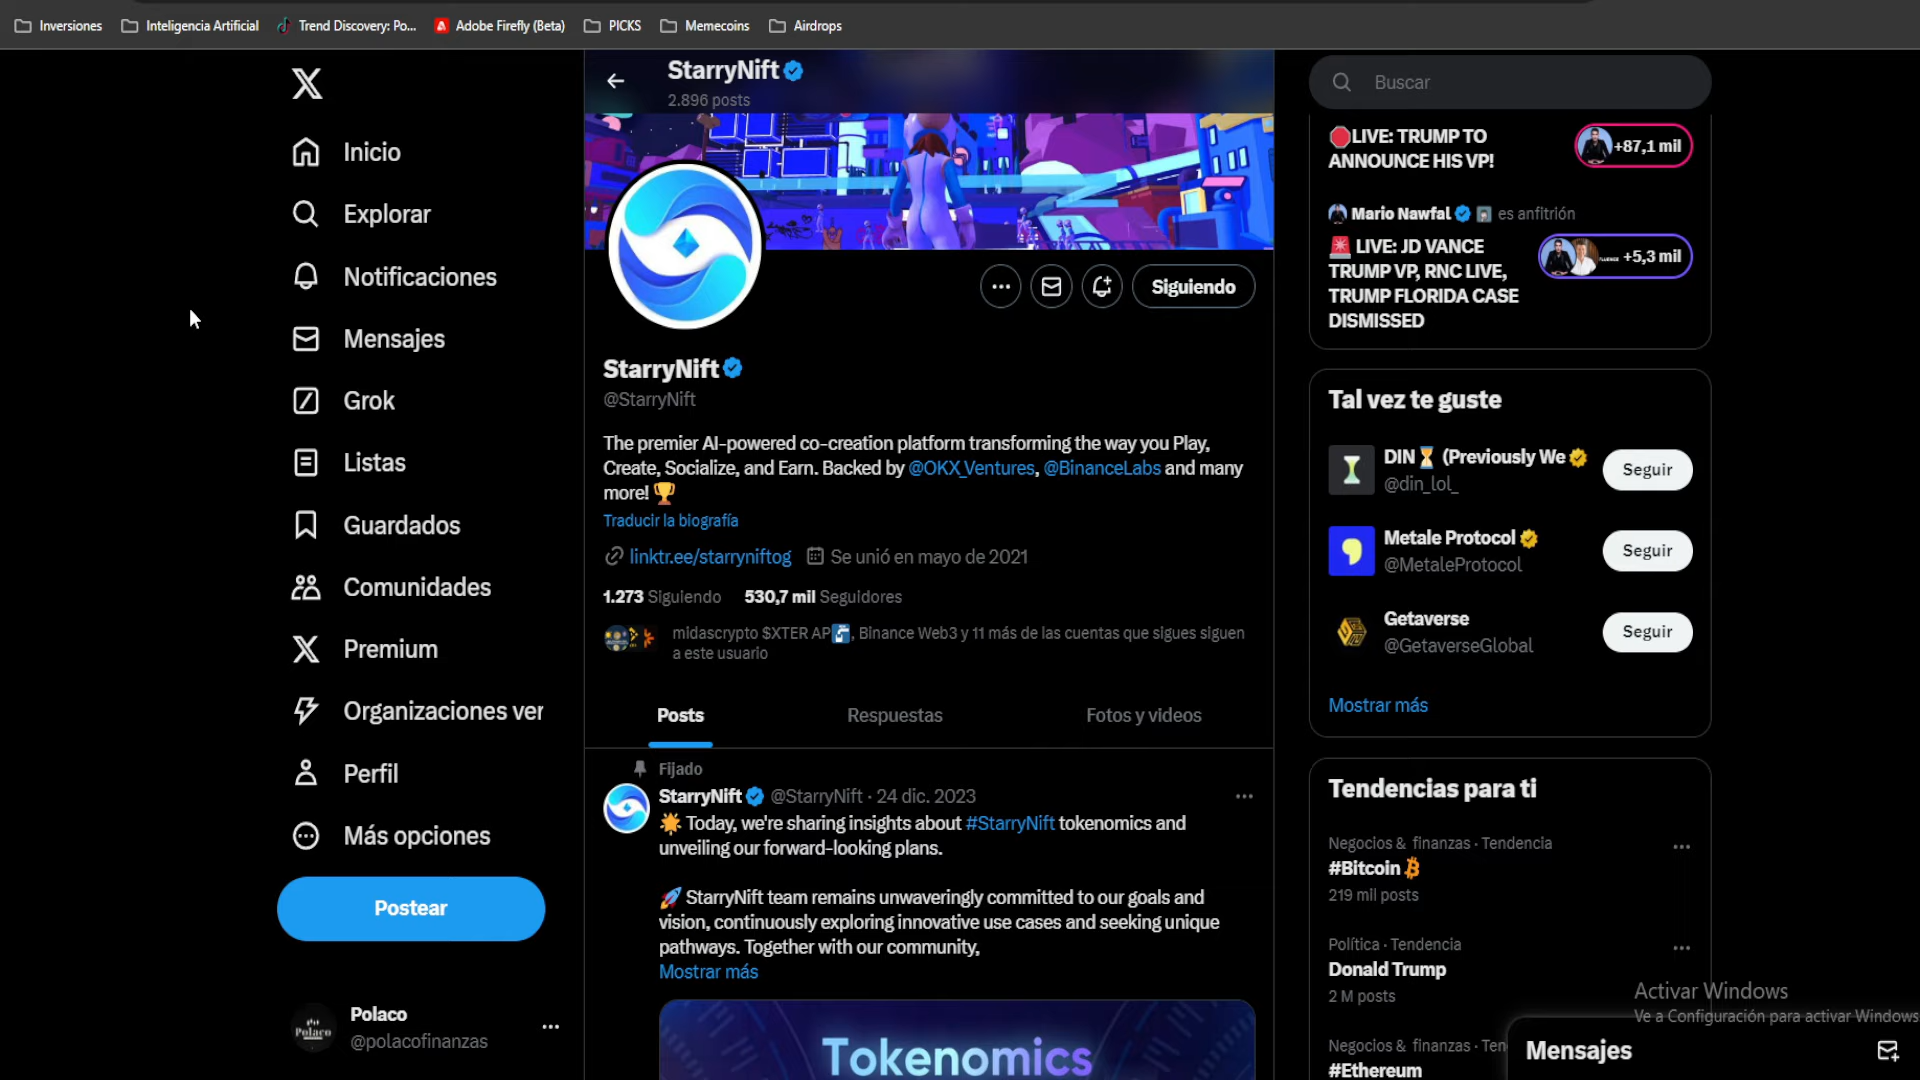 Inversiones
Inteligencia Artificial
Trend Discovery: Po...
Adobe Firefly (Beta)
PICKS
Memecoins
Airdrops
Inicio
Explorar
Notificaciones
Mensajes
Grok
Listas
Guardados
Comunidades
Premium
Organizaciones ver
Perfil
Más opciones
Postear
Polaco
@polacofinanzas
StarryNift
2.896 posts
Siguiendo
StarryNift
@StarryNift
The premier AI-powered co-creation platform transforming the way you Play,
Create, Socialize, and Earn. Backed by @OKX_Ventures, @BinanceLabs and many
more! 🏆
Traducir la biografía
linktr.ee/starryniftog Se unió en mayo de 2021
1.273 Siguiendo 530,7 mil Seguidores
midascrypto $XTER AP, Binance Web3 y 11 más de las cuentas que sigues siguen
a este usuario
Posts
Respuestas
Fotos y videos
Fijado
StarryNift @StarryNift · 24 dic. 2023
🌟 Today, we're sharing insights about #StarryNift tokenomics and
unveiling our forward-looking plans.
🚀 StarryNift team remains unwaveringly committed to our goals and
vision, continuously exploring innovative use cases and seeking unique
pathways. Together with our community,
Mostrar más
Tokenomics
Buscar
🛑LIVE: TRUMP TO
ANNOUNCE HIS VP!
+87,1 mil
Mario Nawfal es anfitrión
🚨 LIVE: JD VANCE
TRUMP VP, RNC LIVE,
TRUMP FLORIDA CASE
DISMISSED
+5,3 mil
Tal vez te guste
DIN⏳ (Previously We
@din_lol_
Seguir
Metale Protocol
@MetaleProtocol
Seguir
Getaverse
@GetaverseGlobal
Seguir
Mostrar más
Tendencias para ti
Negocios & finanzas · Tendencia
#Bitcoin
219 mil posts
Política · Tendencia
Donald Trump
2 M posts
Negocios & finanzas · Ten
#Ethereum
Activar Windows
Ve a Configuración para activar Windows
Mensajes